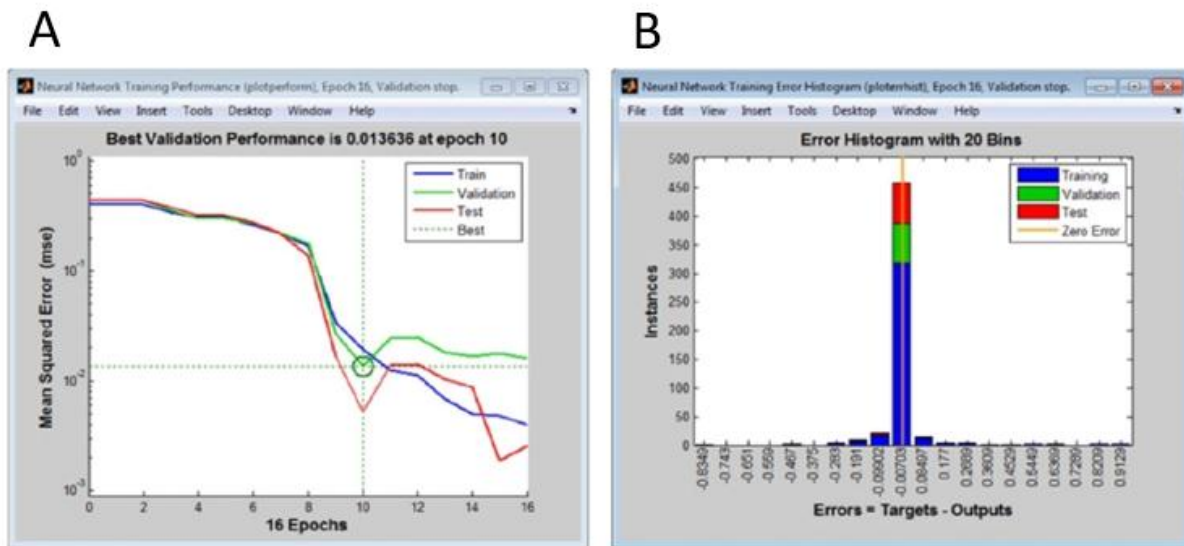 A
Neural Network Training Performance (plotperform), Epoch 16, Validation stop.
File Edit View Insert Tools Desktop Window Help
Best Validation Performance is 0.013636 at epoch 10
Mean Squared Error (mse)
10^0
10^-1
10^-2
10^-3
Train
Validation
Test
Best
0 2 4 6 8 10 12 14 16
16 Epochs
B
Neural Network Training Error Histogram (ploterrhist), Epoch 16, Validation stop.
File Edit View Insert Tools Desktop Window Help
Error Histogram with 20 Bins
Instances
500
450
400
350
300
250
200
150
100
50
0
Training
Validation
Test
Zero Error
-0.8349 -0.743 -0.651 -0.559 -0.467 -0.375 -0.283 -0.191 -0.09902 -0.00703 0.08497 0.177 0.2689 0.3609 0.4529 0.5449 0.6369 0.7289 0.8209 0.9129
Errors = Targets - Outputs